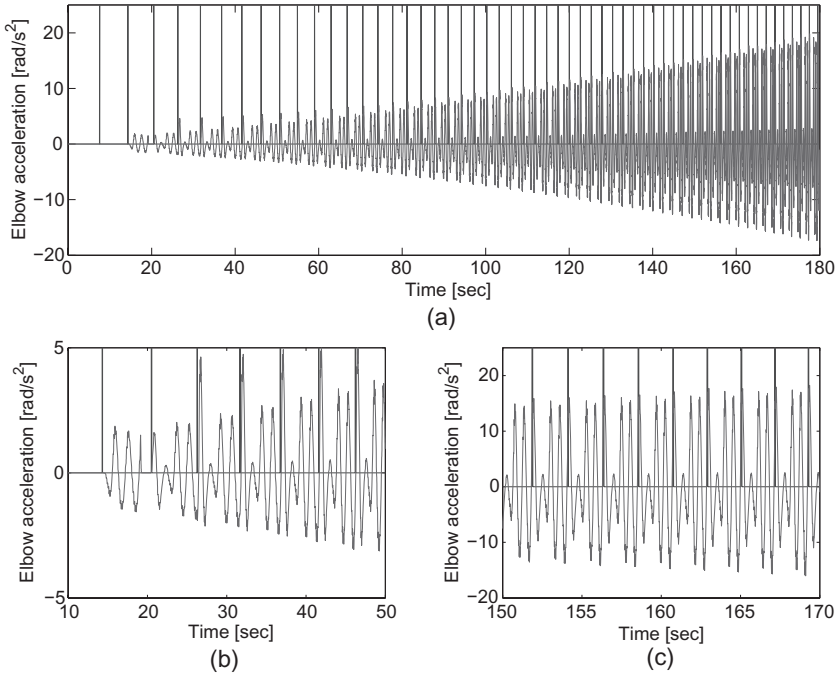 Elbow acceleration [rad/s²]
20
10
0
−10
−20
0 20 40 60 80 100 120 140 160 180
Time [sec]
(a)
Elbow acceleration [rad/s²]
5
0
−5
10 20 30 40 50
Time [sec]
(b)
Elbow acceleration [rad/s²]
20
10
0
−10
−20
150 155 160 165 170
Time [sec]
(c)